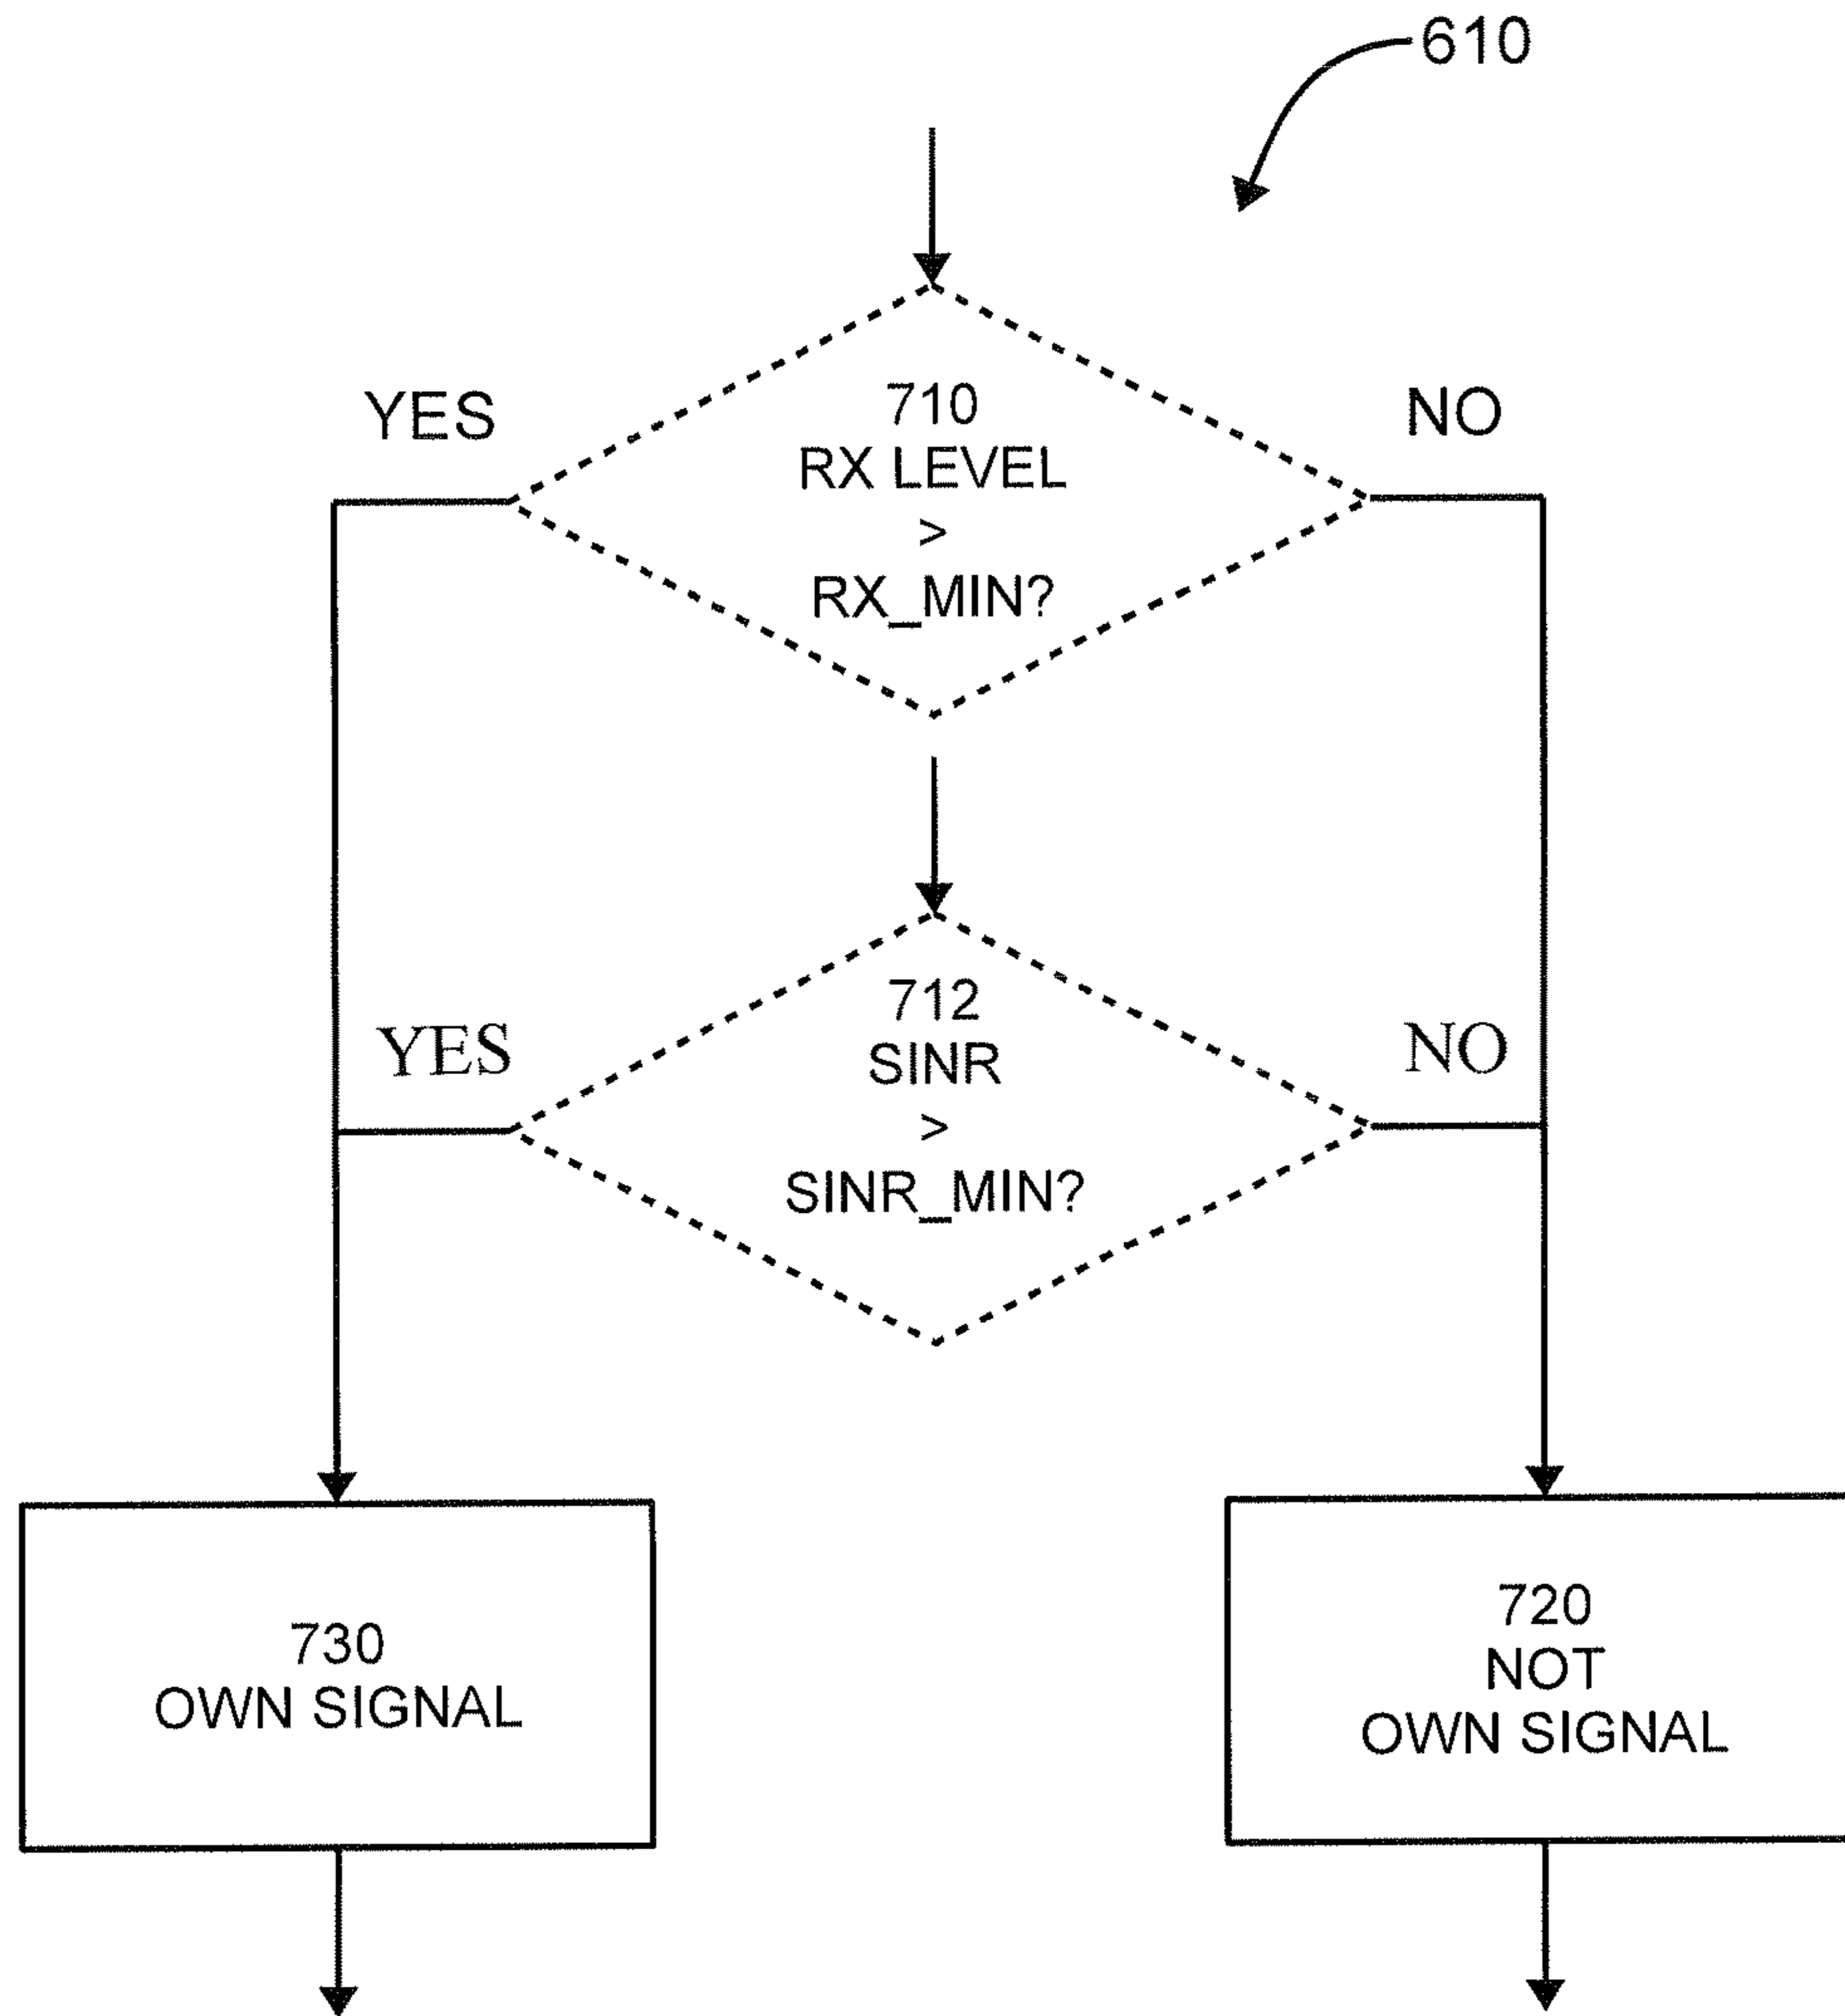 610
YES
710
RX LEVEL
>
RX_MIN?
NO
YES
712
SINR
>
SINR_MIN?
NO
730
OWN SIGNAL
720
NOT
OWN SIGNAL